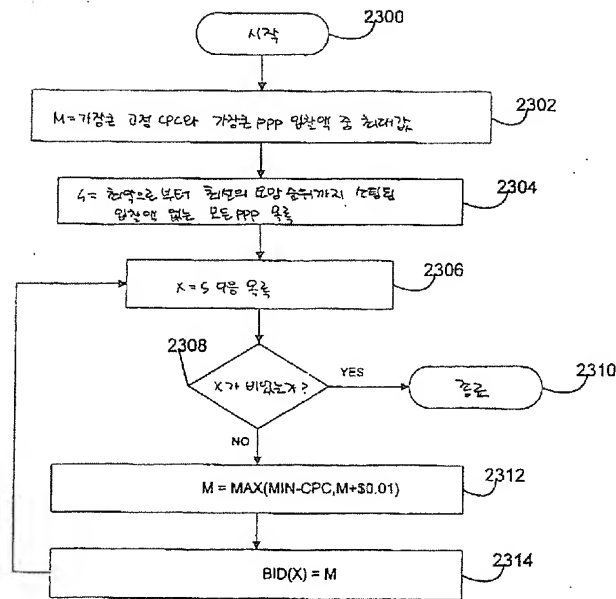 시작
2300
M=가장큰 고정 CPC와 가장큰 PPP 입찰액 중 최대값
2302
S= 최악으로부터 최선의 요망 순위까지 소팅된
입찰액 없는 모든 PPP 목록
2304
X=S 다음 목록
2306
2308
X가 비었는가?
YES
종료
2310
NO
M = MAX(MIN-CPC,M+$0.01)
2312
BID(X) = M
2314